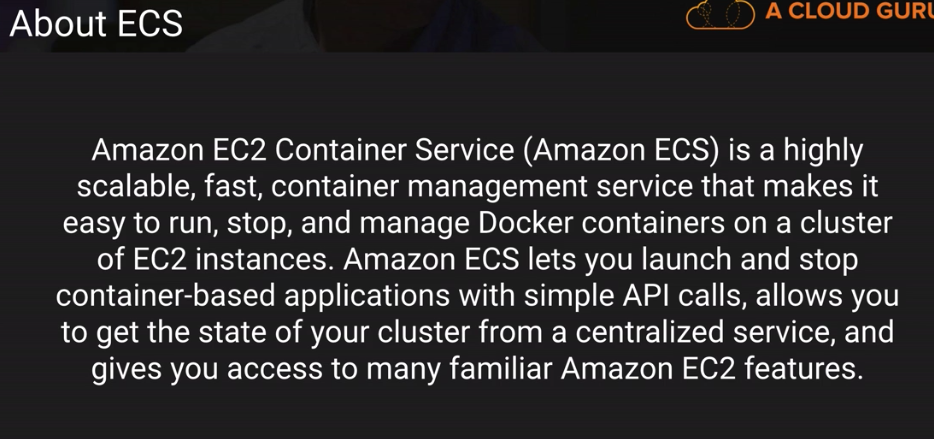 About ECS
A CLOUD GURU
Amazon EC2 Container Service (Amazon ECS) is a highly
scalable, fast, container management service that makes it
easy to run, stop, and manage Docker containers on a cluster
of EC2 instances. Amazon ECS lets you launch and stop
container-based applications with simple API calls, allows you
to get the state of your cluster from a centralized service, and
gives you access to many familiar Amazon EC2 features.